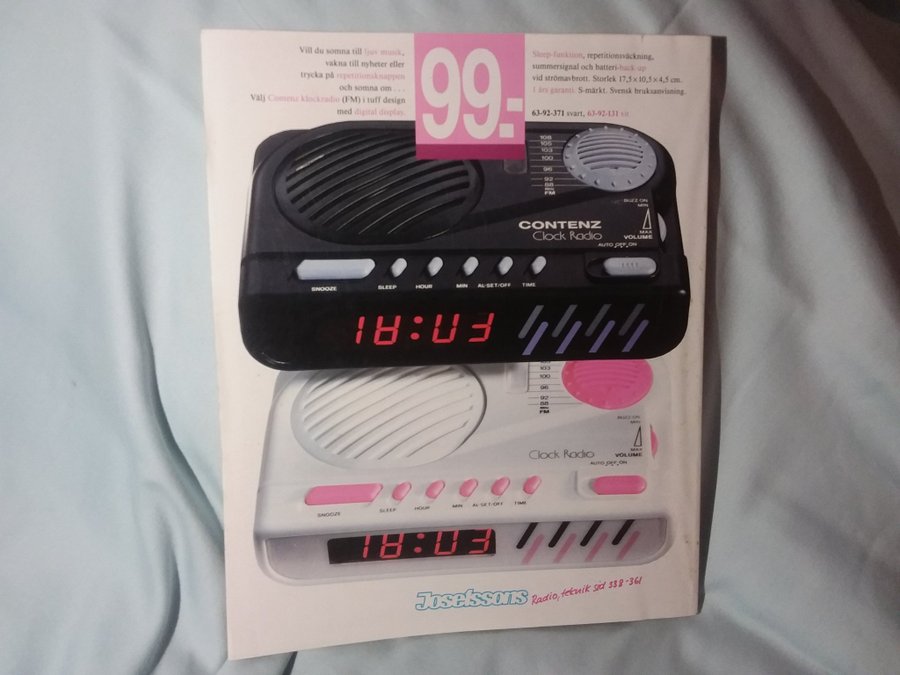 Vill du somna till ljuv musik,
vakna till nyheter eller
trycka på repetitionsknappen
och somna om . . .
Välj Contenz klockradio (FM) i tuff design
med digital display.
99:-
Sleep-funktion, repetitionsväckning,
summersignal och batteri-back-up
vid strömavbrott. Storlek 17,5×10,5×4,5 cm.
1 års garanti. S-märkt. Svensk bruksanvisning.
63-92-371 svart, 63-92-131 vit
108
105
103
100
96
92
88
FM
BUZZ ON
MIN
MAX
VOLUME
CONTENZ
Clock Radio
AUTO OFF ON
SNOOZE SLEEP HOUR MIN AL-SET/OFF TIME
103
100
96
92
88
FM
BUZZ ON
MIN
MAX
VOLUME
Clock Radio
AUTO OFF ON
SNOOZE SLEEP HOUR MIN AL-SET/OFF TIME
Josefssons
Radio, teknik sid 338-361